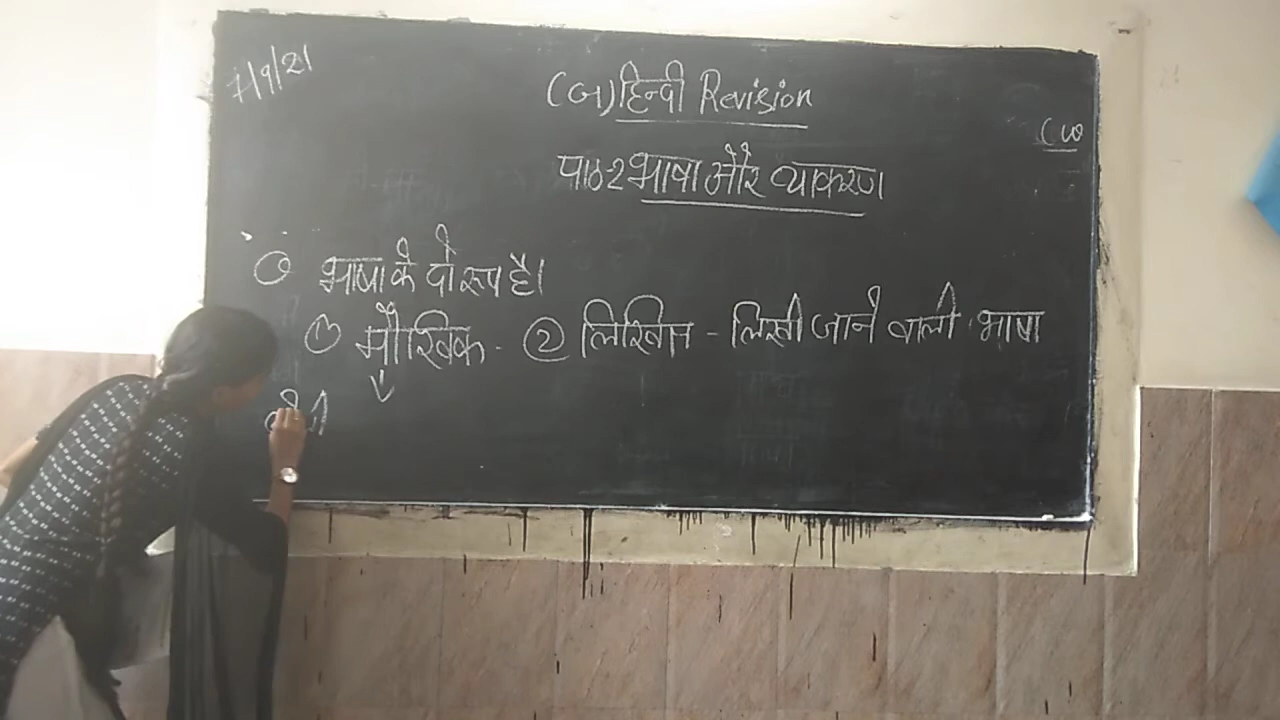 7/9/21
(ब) हिन्दी Revision
CW
पाठ-2 भाषा और व्याकरण
भाषा के दो रूप है।
① मौखिक - ② लिखित - लिखी जाने वाली भाषा